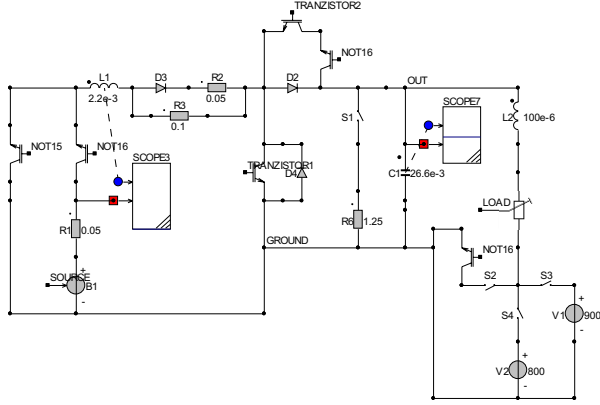 TRANZISTOR2
NOT16
L1
D3
R2
D2
OUT
2.2e-3
0.05
SCOPE7
R3
0.1
S1
L2 100e-6
NOT15
NOT16
SCOPE3
TRANZISTOR1
D4
C1 26.6e-3
LOAD
R1 0.05
R6 1.25
GROUND
NOT16
SOURCE
+
B1
-
S2
S3
S4
V1 900
+
-
V2 800
+
-